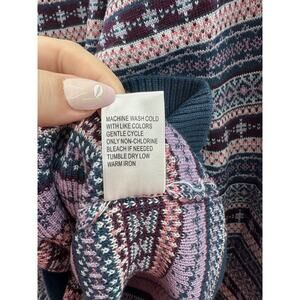 MACHINE WASH COLD
WITH LIKE COLORS
GENTLE CYCLE
ONLY NON-CHLORINE
BLEACH IF NEEDED
TUMBLE DRY LOW
WARM IRON